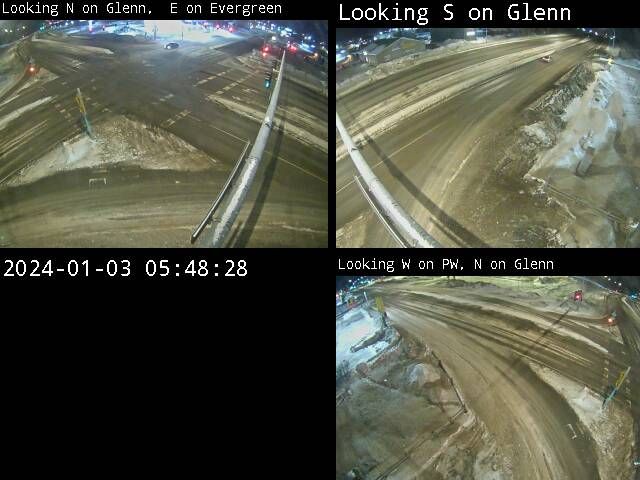 Looking N on Glenn,  E on Evergreen
Looking S on Glenn
2024-01-03 05:48:28
Looking W on PW, N on Glenn